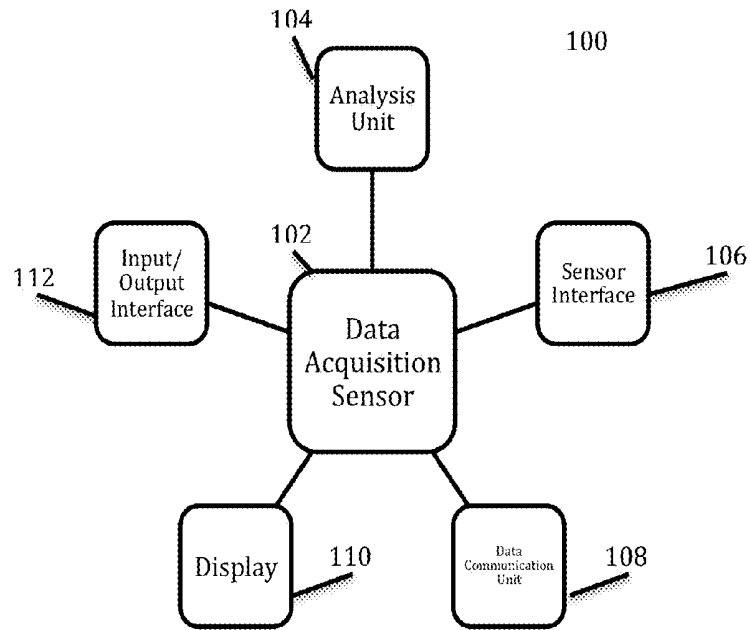 104
100
Analysis
Unit
102
Input/
Output
Interface
112
Sensor
Interface
106
Data
Acquisition
Sensor
Display
110
Data
Communication
Unit
108